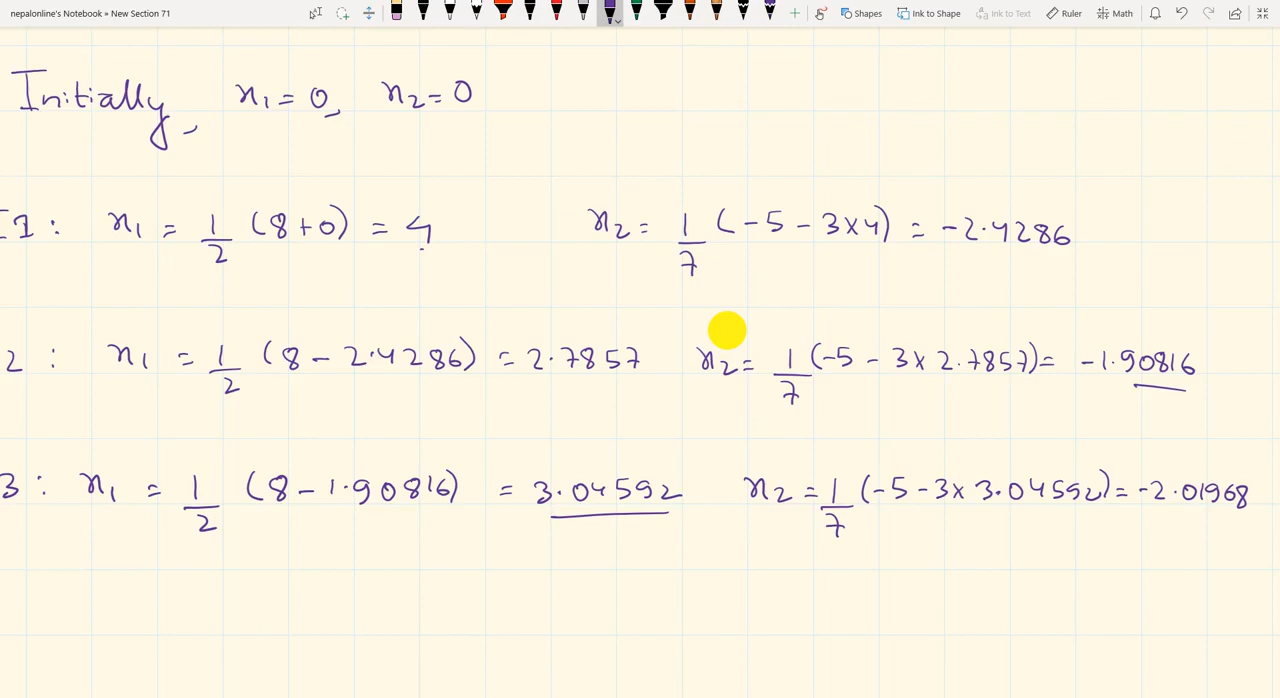 nepalonline's Notebook » New Section 71
Shapes Ink to Shape Ink to Text Ruler Math
Initially, x₁ = 0, x₂ = 0
I1 : x₁ = 1/2 (8+0) = 4 x₂ = 1/7 (-5 - 3×4) = -2.4286
2 : x₁ = 1/2 (8 - 2.4286) = 2.7857 x₂ = 1/7 (-5 - 3 × 2.7857) = -1.90816
3 : x₁ = 1/2 (8 - 1.90816) = 3.04592 x₂ = 1/7 (-5 - 3× 3.04592) = -2.01968